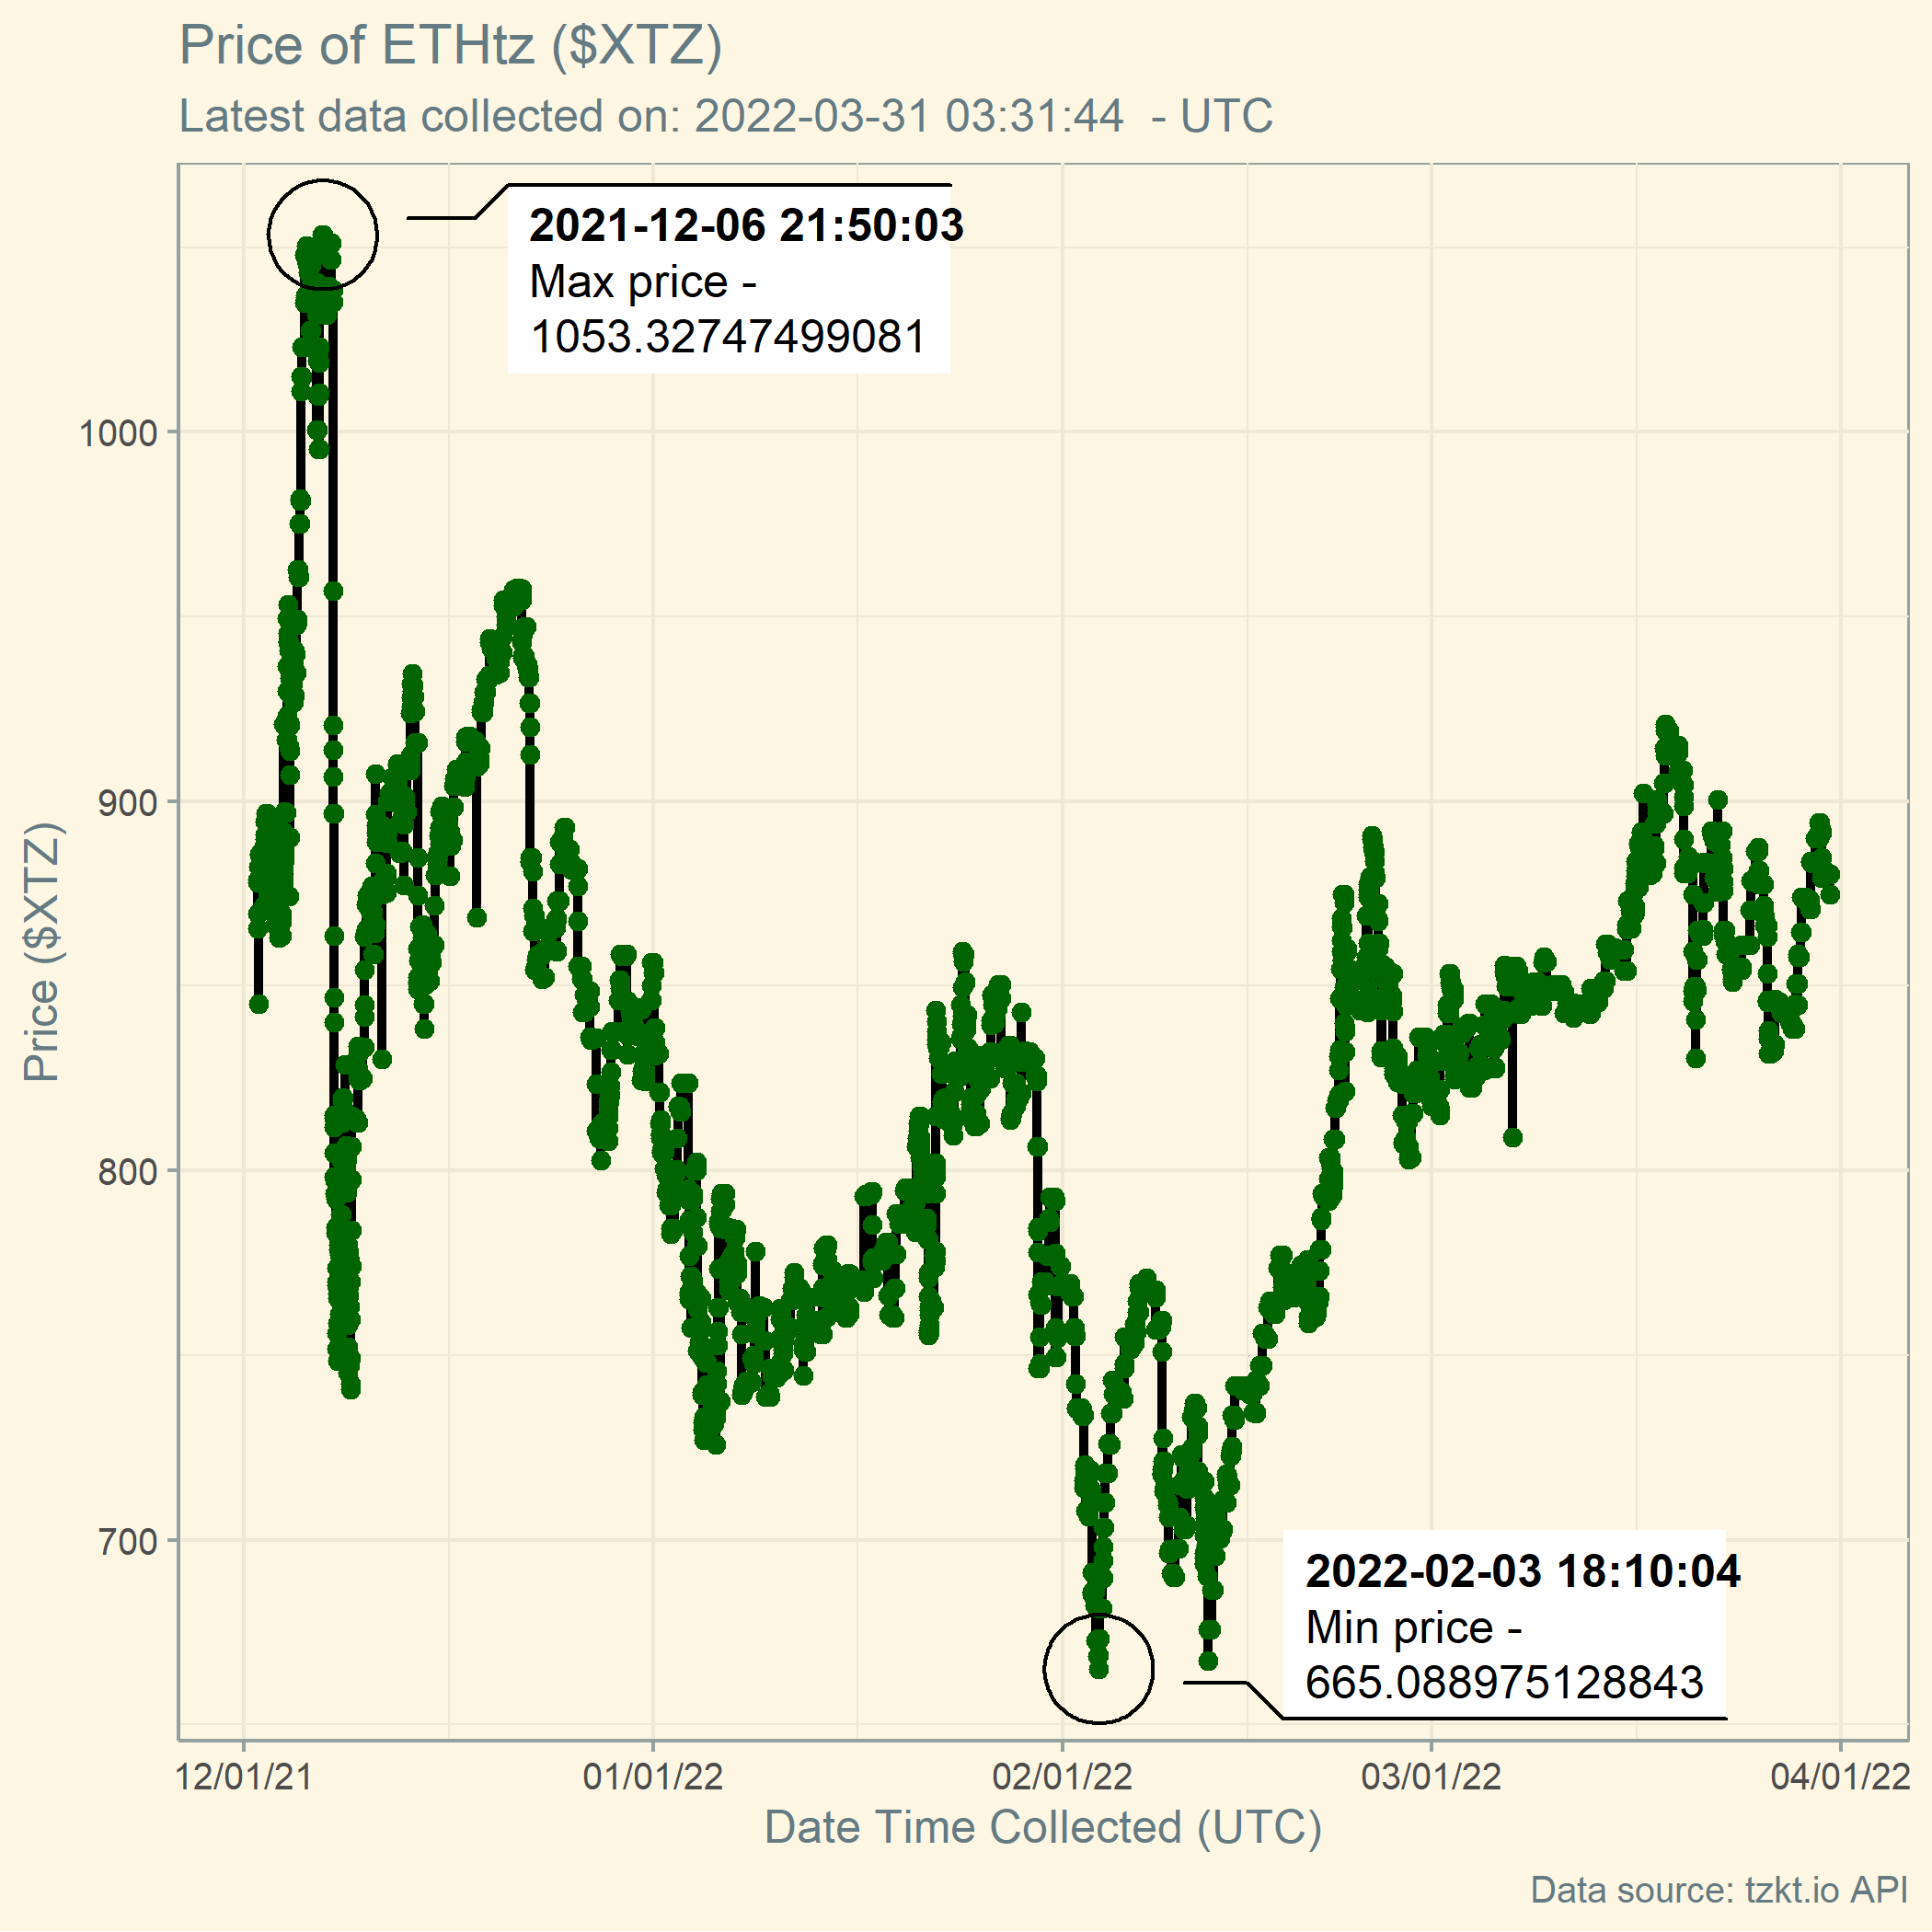 Price of ETHtz ($XTZ)
Latest data collected on: 2022-03-31 03:31:44  - UTC
2021-12-06 21:50:03
Max price -
1053.32747499081
1000
900
800
700
Price ($XTZ)
2022-02-03 18:10:04
Min price -
665.088975128843
12/01/21 01/01/22 02/01/22 03/01/22 04/01/22
Date Time Collected (UTC)
Data source: tzkt.io API